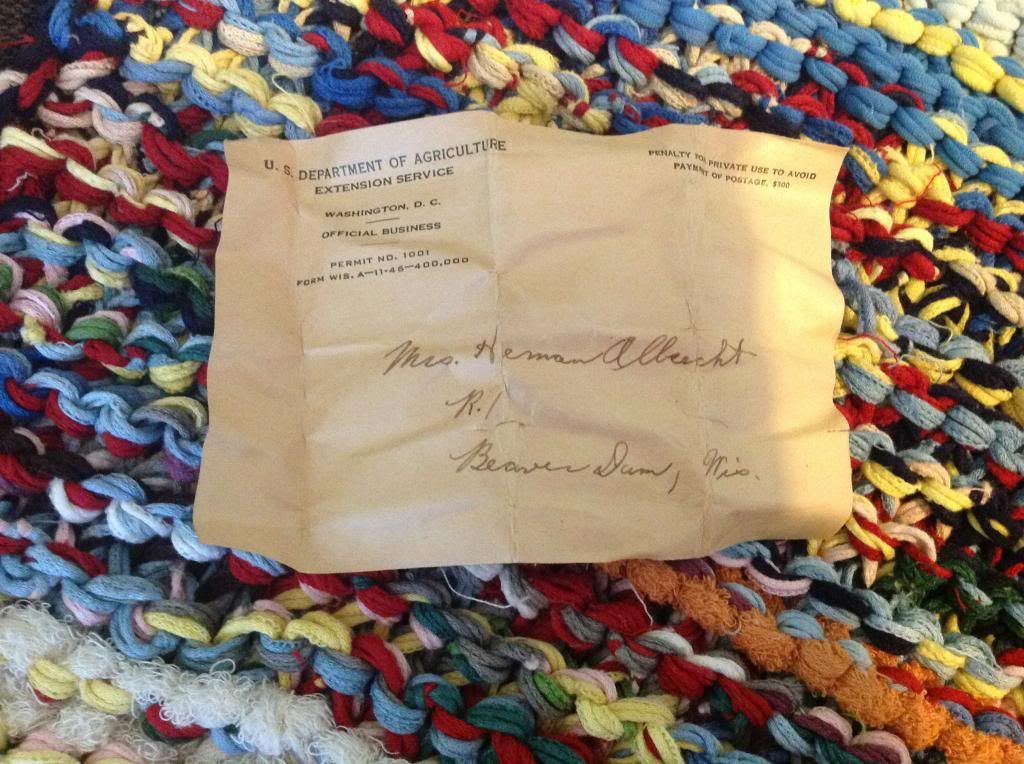 U. S. DEPARTMENT OF AGRICULTURE
EXTENSION SERVICE
WASHINGTON, D. C.
OFFICIAL BUSINESS
PERMIT NO. 1001
FORM WIS. A—11-46—400,000
PENALTY FOR PRIVATE USE TO AVOID
PAYMENT OF POSTAGE, $300
Mrs. Herman Albrecht
R. 1
Beaver Dam, Wis.